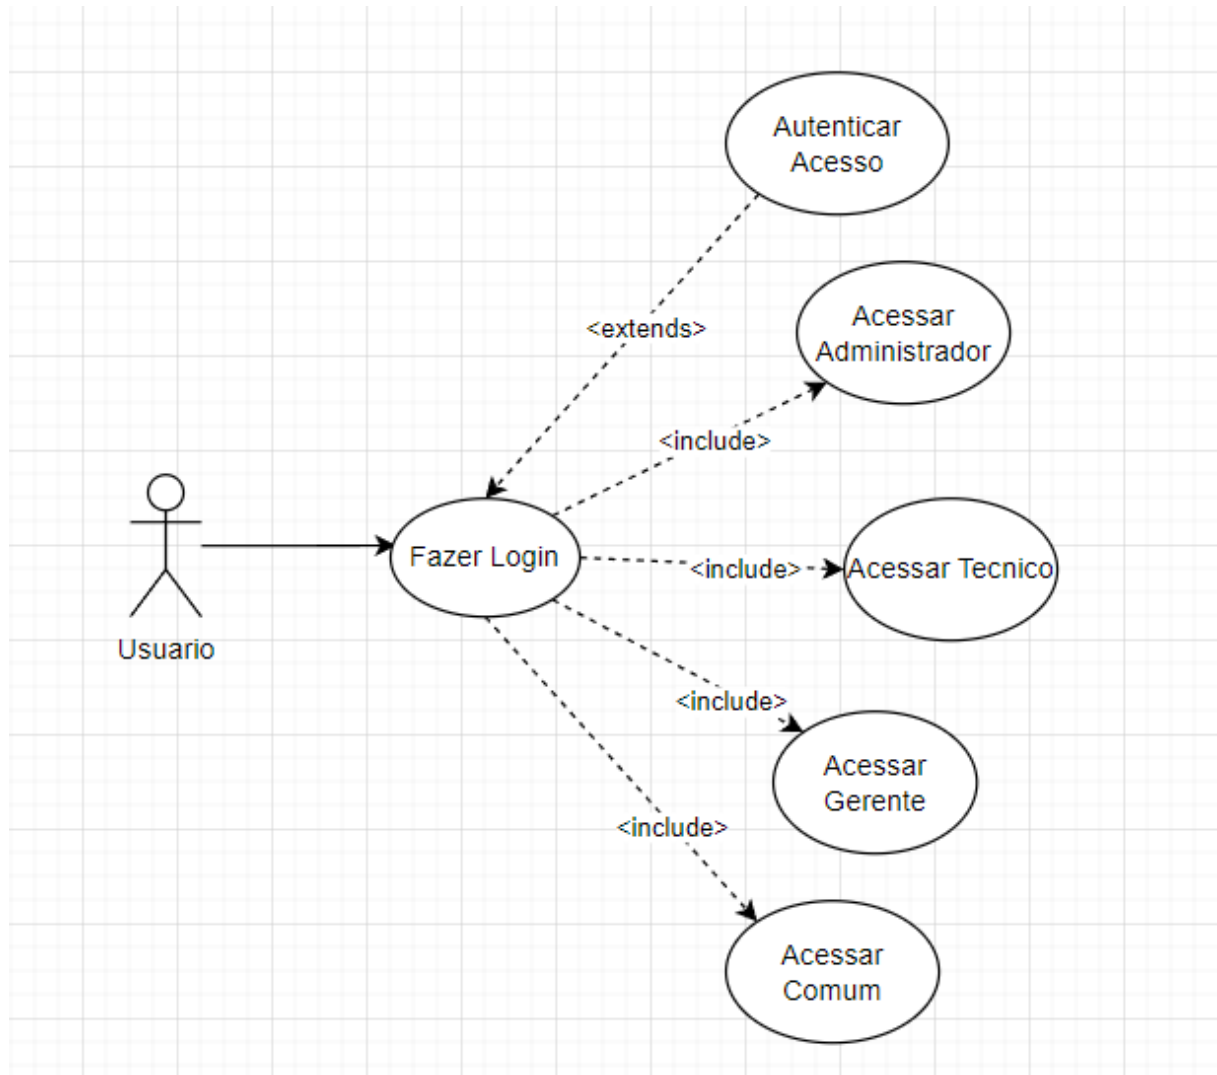 Autenticar
Acesso
<extends>
Acessar
Administrador
<include>
Fazer Login
<include>
Acessar Tecnico
Usuario
<include>
Acessar
Gerente
<include>
Acessar
Comum